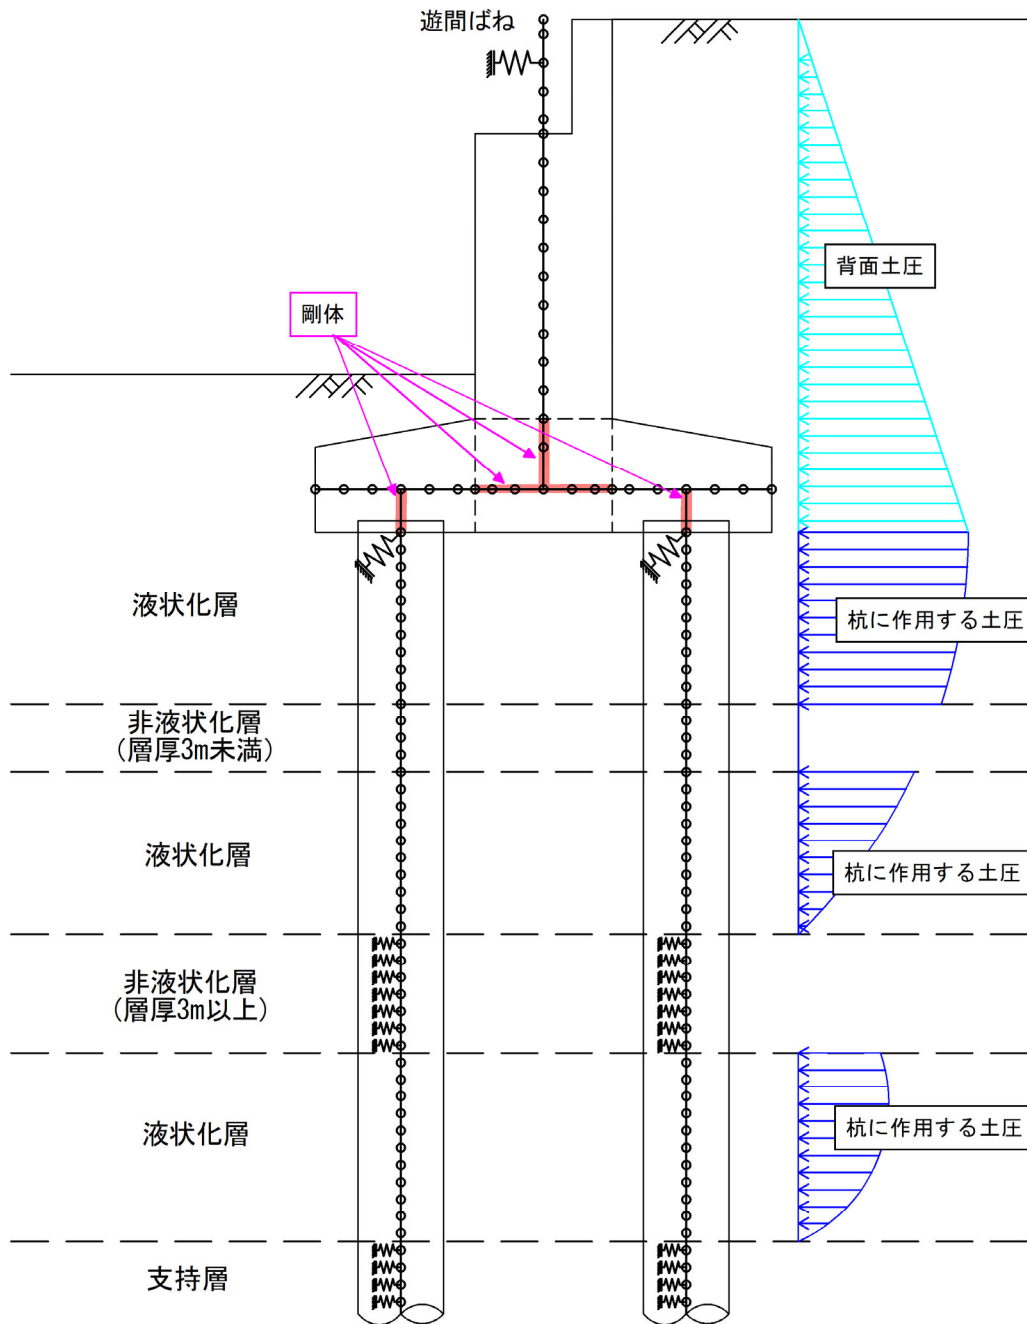 遊間ばね
背面土圧
剛体
液状化層
杭に作用する土圧
非液状化層
(層厚3m未満)
液状化層
杭に作用する土圧
非液状化層
(層厚3m以上)
液状化層
杭に作用する土圧
支持層